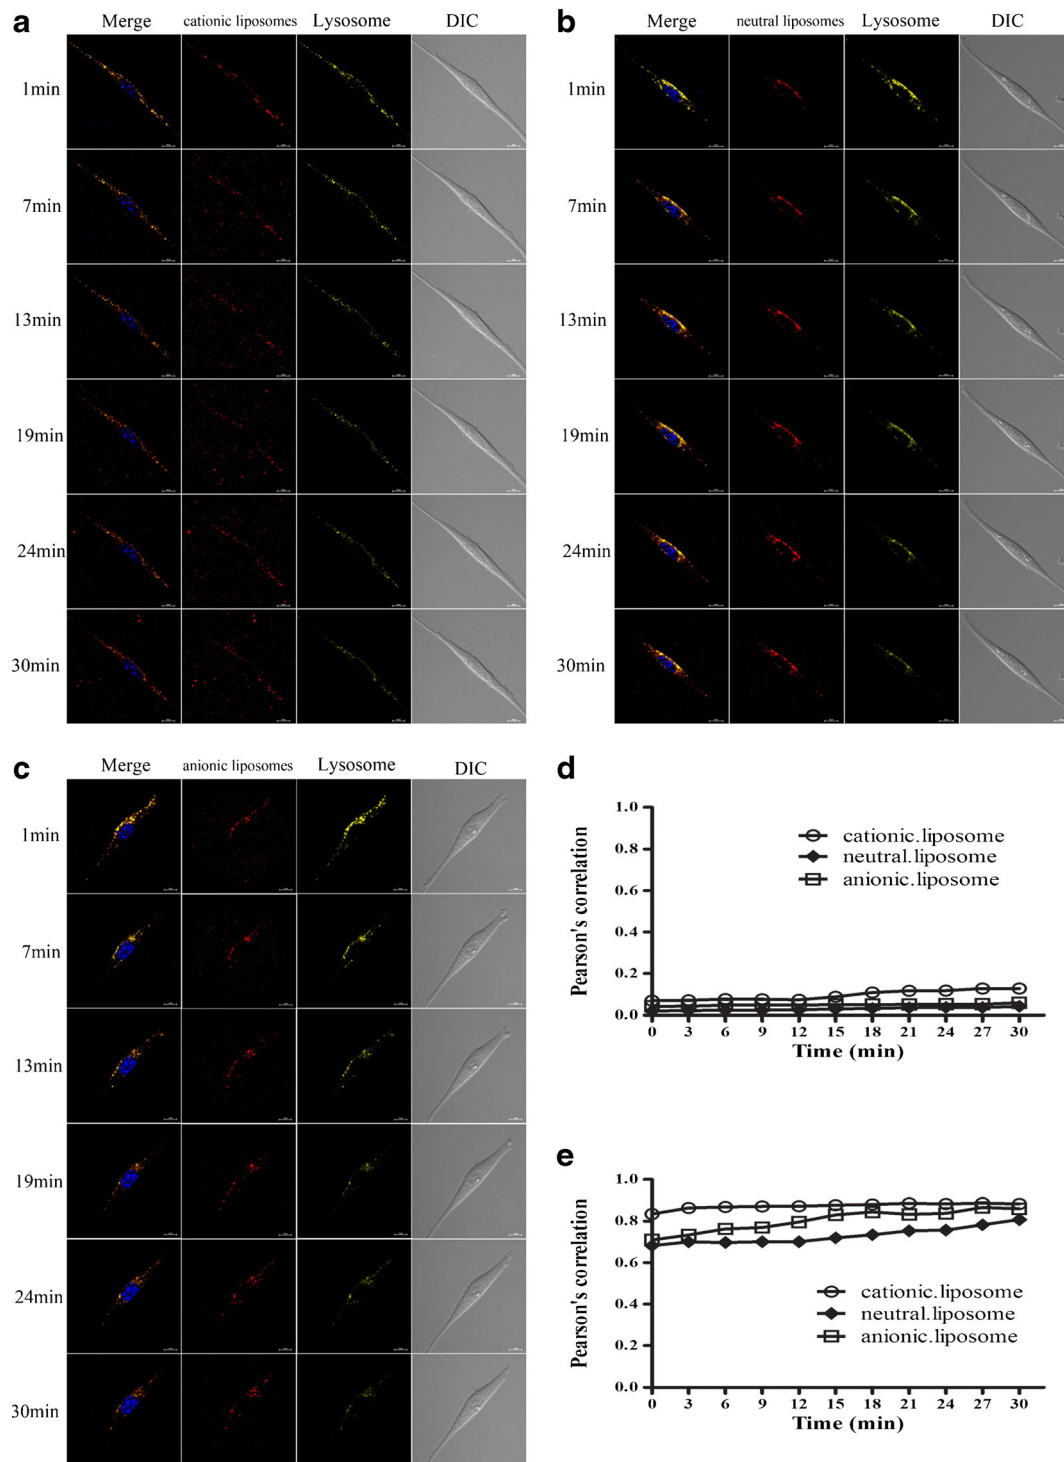 a
Merge cationic liposomes Lysosome DIC
1min
7min
13min
19min
24min
30min
b
Merge neutral liposomes Lysosome DIC
1min
7min
13min
19min
24min
30min
c
Merge anionic liposomes Lysosome DIC
1min
7min
13min
19min
24min
30min
d
Pearson's correlation
1.0
0.8
0.6
0.4
0.2
0.0
cationic.liposome
neutral.liposome
anionic.liposome
0 3 6 9 12 15 18 21 24 27 30
Time (min)
e
Pearson's correlation
1.0
0.8
0.6
0.4
0.2
0.0
cationic.liposome
neutral.liposome
anionic.liposome
0 3 6 9 12 15 18 21 24 27 30
Time (min)